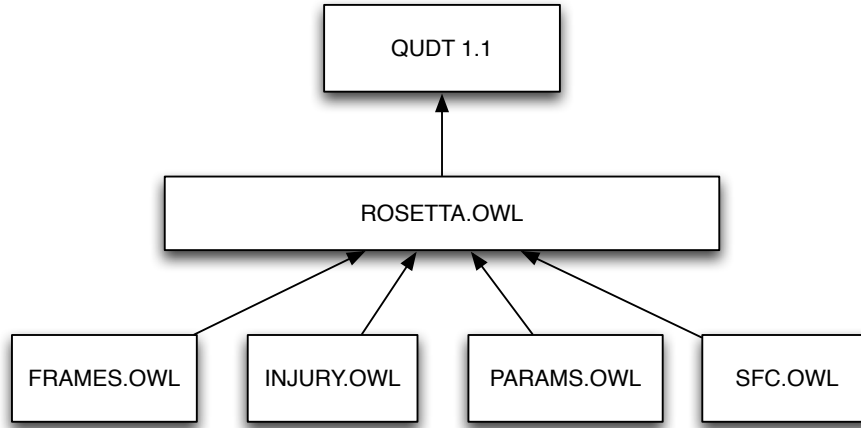 QUDT 1.1
ROSETTA.OWL
FRAMES.OWL
INJURY.OWL
PARAMS.OWL
SFC.OWL